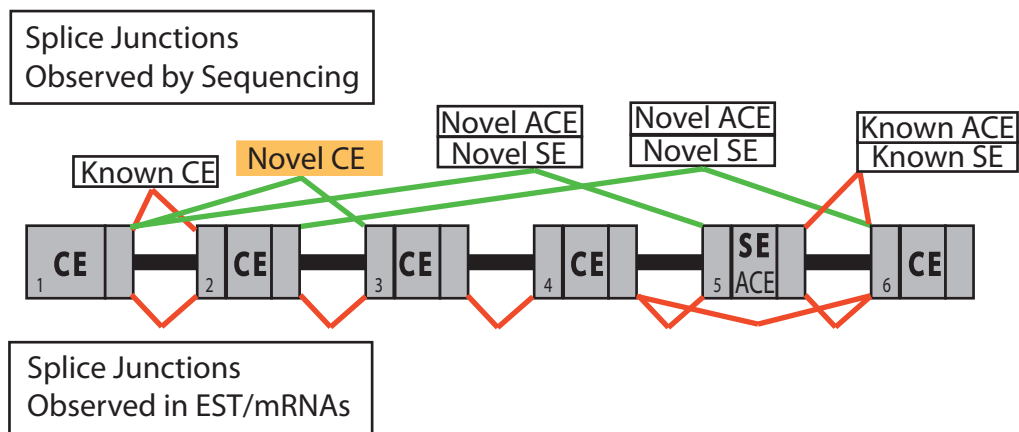 Splice Junctions
Observed by Sequencing
Known CE
Novel CE
Novel ACE
Novel SE
Novel ACE
Novel SE
Known ACE
Known SE
1
CE
2
CE
3
CE
4
CE
5
SE
ACE
6
CE
Splice Junctions
Observed in EST/mRNAs